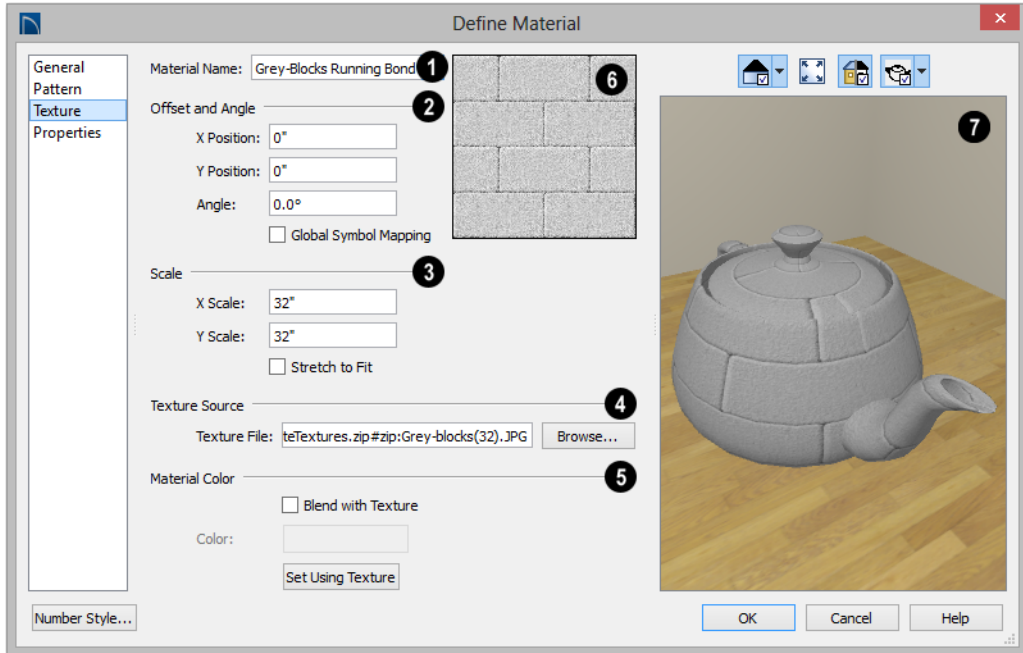 Define Material
General
Pattern
Texture
Properties
Material Name: Grey-Blocks Running Bond 1
Offset and Angle 2
X Position: 0"
Y Position: 0"
Angle: 0.0°
Global Symbol Mapping
Scale 3
X Scale: 32"
Y Scale: 32"
Stretch to Fit
Texture Source 4
Texture File: teTextures.zip#zip:Grey-blocks(32).JPG Browse...
Material Color 5
Blend with Texture
Color:
Set Using Texture
6
7
Number Style... OK Cancel Help